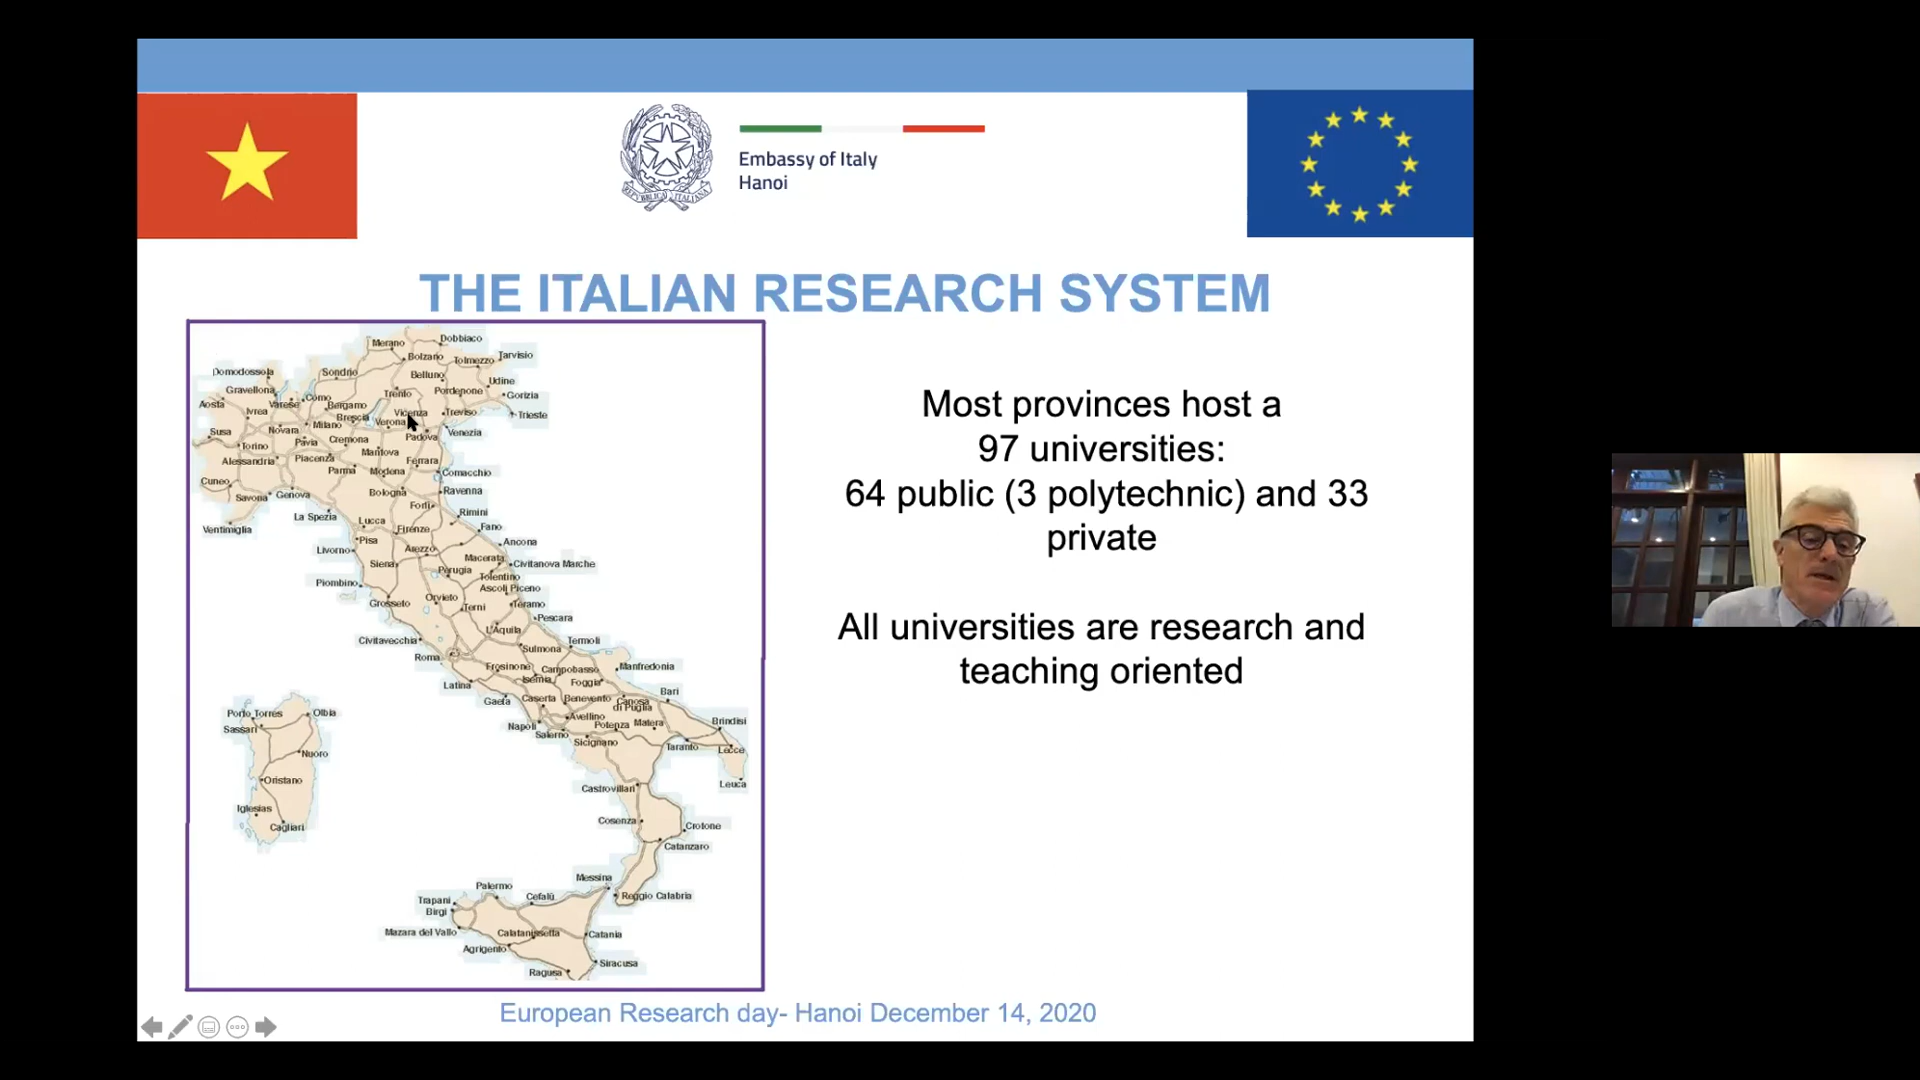 Embassy of Italy
Hanoi
REPVBBLICA ITALIANA
THE ITALIAN RESEARCH SYSTEM
Most provinces host a
97 universities:
64 public (3 polytechnic) and 33
private
All universities are research and
teaching oriented
Merano
Dobbiaco
Bolzano
Tolmezzo
Tarvisio
Domodossola
Sondrio
Belluno
Udine
Gravellona
Como
Trento
Pordenone
Gorizia
Aosta
Varese
Bergamo
Ivrea
Brescia
Vicenza
Treviso
Trieste
Milano
Verona
Susa
Novara
Venezia
Torino
Pavia
Cremona
Padova
Alessandria
Piacenza
Mantova
Ferrara
Parma
Modena
Comacchio
Cuneo
Savona
Genova
Bologna
Ravenna
Forlì
La Spezia
Rimini
Ventimiglia
Lucca
Firenze
Fano
Pisa
Ancona
Livorno
Arezzo
Macerata
Siena
Civitanova Marche
Perugia
Tolentino
Piombino
Ascoli Piceno
Grosseto
Orvieto
Terni
Teramo
Pescara
L'Aquila
Civitavecchia
Termoli
Sulmona
Roma
Frosinone
Campobasso
Manfredonia
Isernia
Foggia
Latina
Bari
Gaeta
Caserta
Benevento
Canosa
di Puglia
Porto Torres
Olbia
Avellino
Brindisi
Sassari
Napoli
Potenza
Matera
Salerno
Sicignano
Taranto
Lecce
Nuoro
Oristano
Leuca
Castrovillari
Iglesias
Cosenza
Crotone
Cagliari
Catanzaro
Messina
Palermo
Cefalù
Reggio Calabria
Trapani
Birgi
Mazara del Vallo
Calatanissetta
Catania
Agrigento
Siracusa
Ragusa
European Research day- Hanoi December 14, 2020